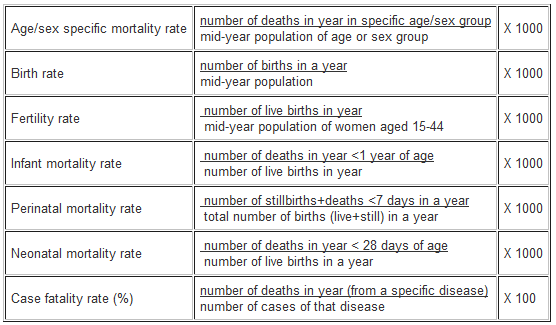 Age/sex specific mortality rate
number of deaths in year in specific age/sex group
mid-year population of age or sex group
X 1000
Birth rate
number of births in a year
mid-year population
X 1000
Fertility rate
number of live births in year
mid-year population of women aged 15-44
X 1000
Infant mortality rate
number of deaths in year <1 year of age
number of live births in year
X 1000
Perinatal mortality rate
number of stillbirths+deaths <7 days in a year
total number of births (live+still) in a year
X 1000
Neonatal mortality rate
number of deaths in year < 28 days of age
number of live births in a year
X 1000
Case fatality rate (%)
number of deaths in year (from a specific disease)
number of cases of that disease
X 100